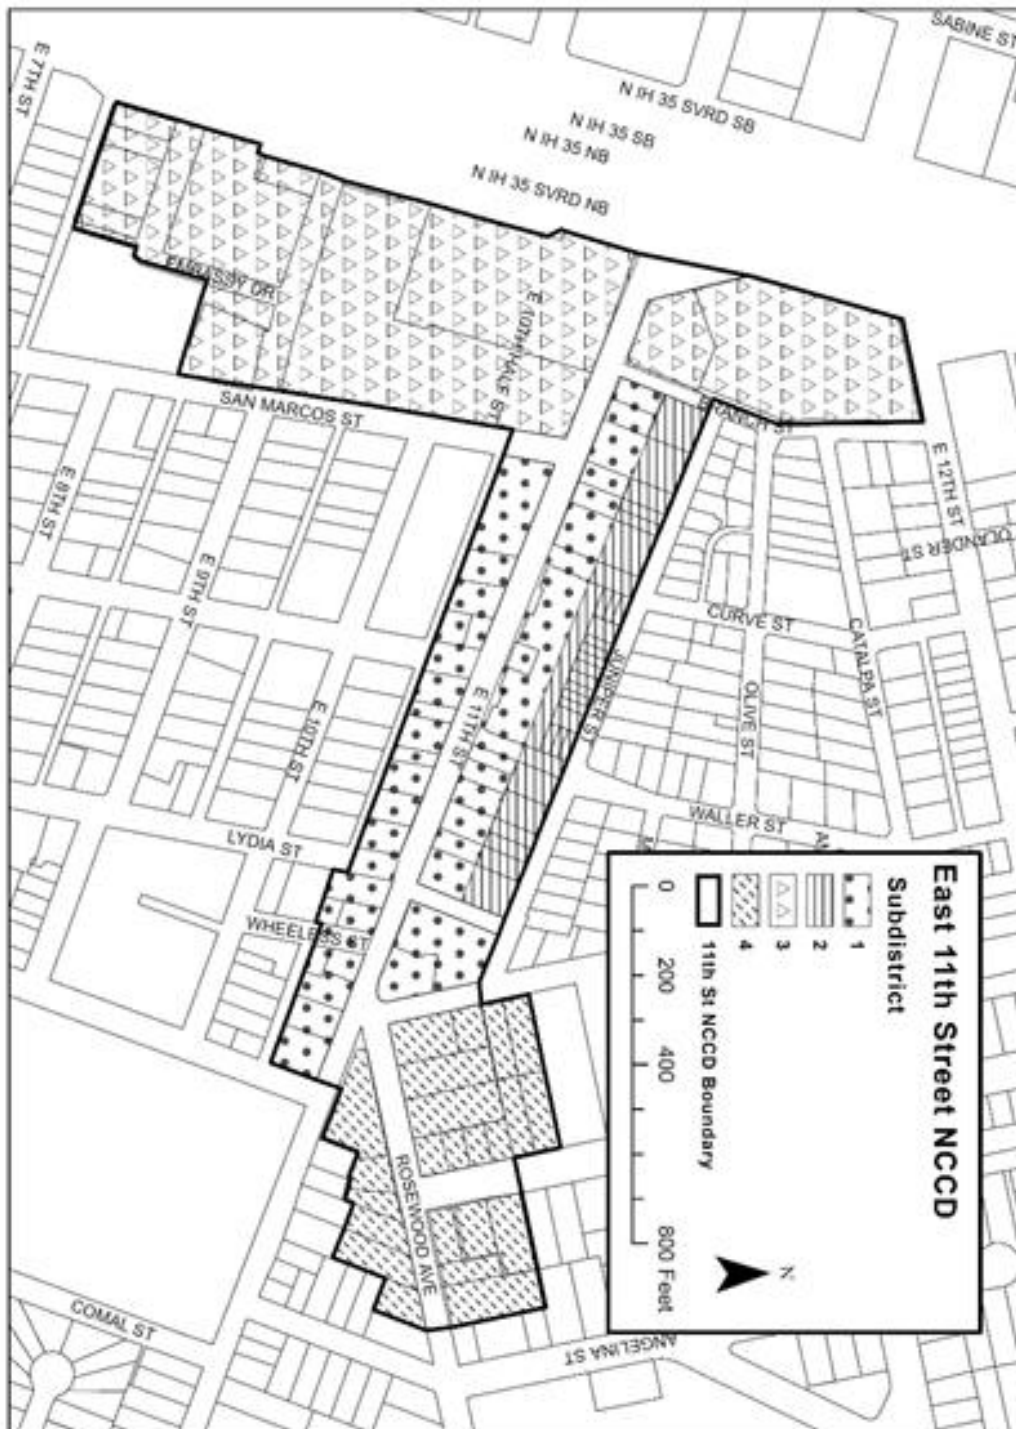 East 11th Street NCCD
Subdistrict
1
2
3
4
11th St NCCD Boundary
0 200 400 800 Feet
N
SABINE ST
N IH 35 SVRD SB
N IH 35 SB
N IH 35 NB
N IH 35 SVRD NB
E 7TH ST
EMBASSY DR
E 10TH HALF ST
SAN MARCOS ST
BRANCH ST
E 12TH ST
OLANDER ST
E 8TH ST
E 9TH ST
CURVE ST
CATALPA ST
JUNIPER ST
OLIVE ST
E 11TH ST
E 10TH ST
WALLER ST
LYDIA ST
WHEELESS ST
ROSEWOOD AVE
COMAL ST
ANGELINA ST